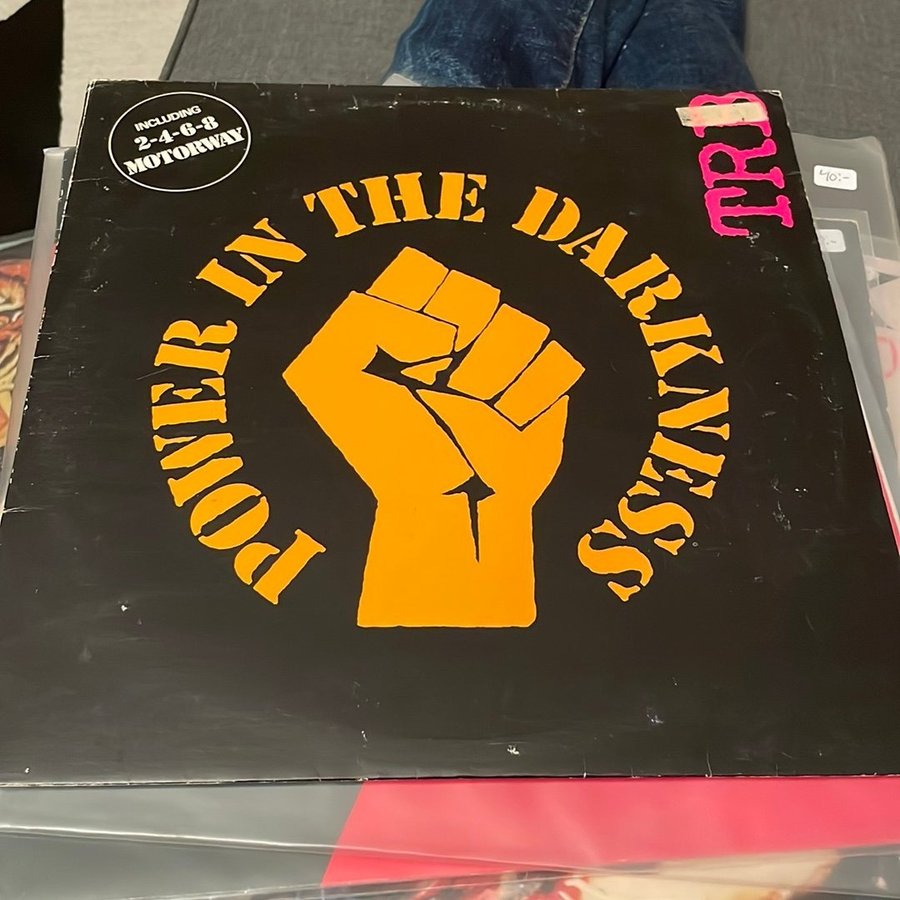 INCLUDING
2-4-6-8
MOTORWAY
TRB
POWER IN THE DARKNESS
40:-